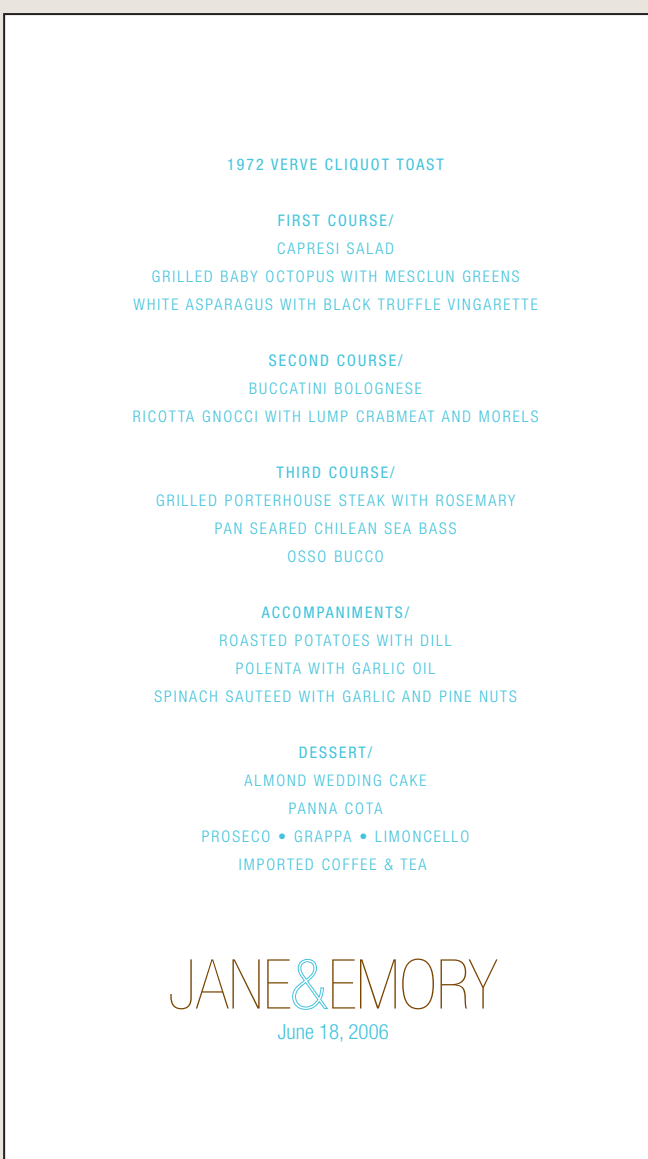 1972 VERVE CLIQUOT TOAST
FIRST COURSE/
CAPRESI SALAD
GRILLED BABY OCTOPUS WITH MESCLUN GREENS
WHITE ASPARAGUS WITH BLACK TRUFFLE VINGARETTE
SECOND COURSE/
BUCCATINI BOLOGNESE
RICOTTA GNOCCI WITH LUMP CRABMEAT AND MORELS
THIRD COURSE/
GRILLED PORTERHOUSE STEAK WITH ROSEMARY
PAN SEARED CHILEAN SEA BASS
OSSO BUCCO
ACCOMPANIMENTS/
ROASTED POTATOES WITH DILL
POLENTA WITH GARLIC OIL
SPINACH SAUTEED WITH GARLIC AND PINE NUTS
DESSERT/
ALMOND WEDDING CAKE
PANNA COTA
PROSECO • GRAPPA • LIMONCELLO
IMPORTED COFFEE & TEA
JANE&EMORY
June 18, 2006